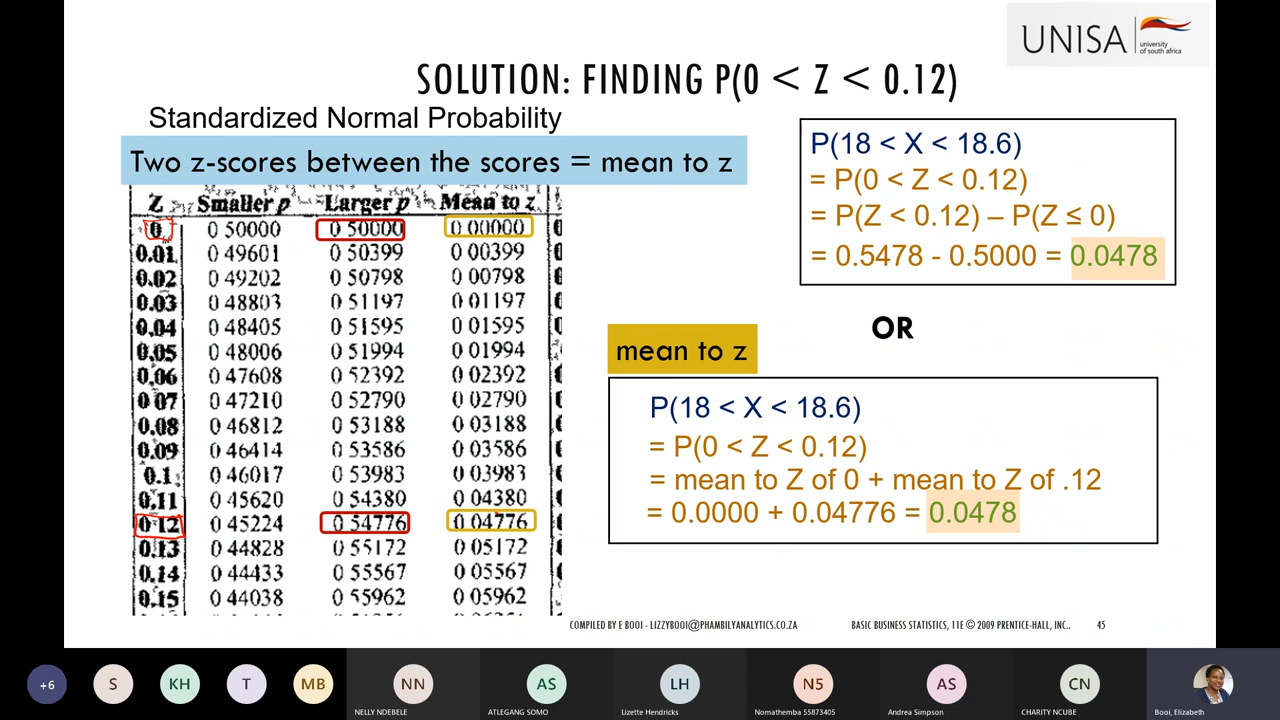 UNISA
university
of south africa
SOLUTION: FINDING P(0 < Z < 0.12)
Standardized Normal Probability
Two z-scores between the scores = mean to z
Z Smaller p Larger p Mean to z
0 0 50000 0 50000 0 00000
0.01 0 49601 0 50399 0 00399
0.02 0 49202 0 50798 0 00798
0.03 0 48803 0 51197 0 01197
0.04 0 48405 0 51595 0 01595
0.05 0 48006 0 51994 0 01994
0.06 0 47608 0 52392 0 02392
0.07 0 47210 0 52790 0 02790
0.08 0 46812 0 53188 0 03188
0.09 0 46414 0 53586 0 03586
0.1 0 46017 0 53983 0 03983
0.11 0 45620 0 54380 0 04380
0.12 0 45224 0 54776 0 04776
0.13 0 44828 0 55172 0 05172
0.14 0 44433 0 55567 0 05567
0.15 0 44038 0 55962 0 05962
P(18 < X < 18.6)
= P(0 < Z < 0.12)
= P(Z < 0.12) – P(Z ≤ 0)
= 0.5478 - 0.5000 = 0.0478
OR
mean to z
P(18 < X < 18.6)
= P(0 < Z < 0.12)
= mean to Z of 0 + mean to Z of .12
= 0.0000 + 0.04776 = 0.0478
COMPILED BY E BOOI - LIZZYBOOI@PHAMBILYANALYTICS.CO.ZA BASIC BUSINESS STATISTICS, 11E © 2009 PRENTICE-HALL, INC.. 45
+6 S KH T MB NN AS LH N5 AS CN
NELLY NDEBELE ATLEGANG SOMO Lizette Hendricks Nomathemba 55873405 Andrea Simpson CHARITY NCUBE Booi, Elizabeth